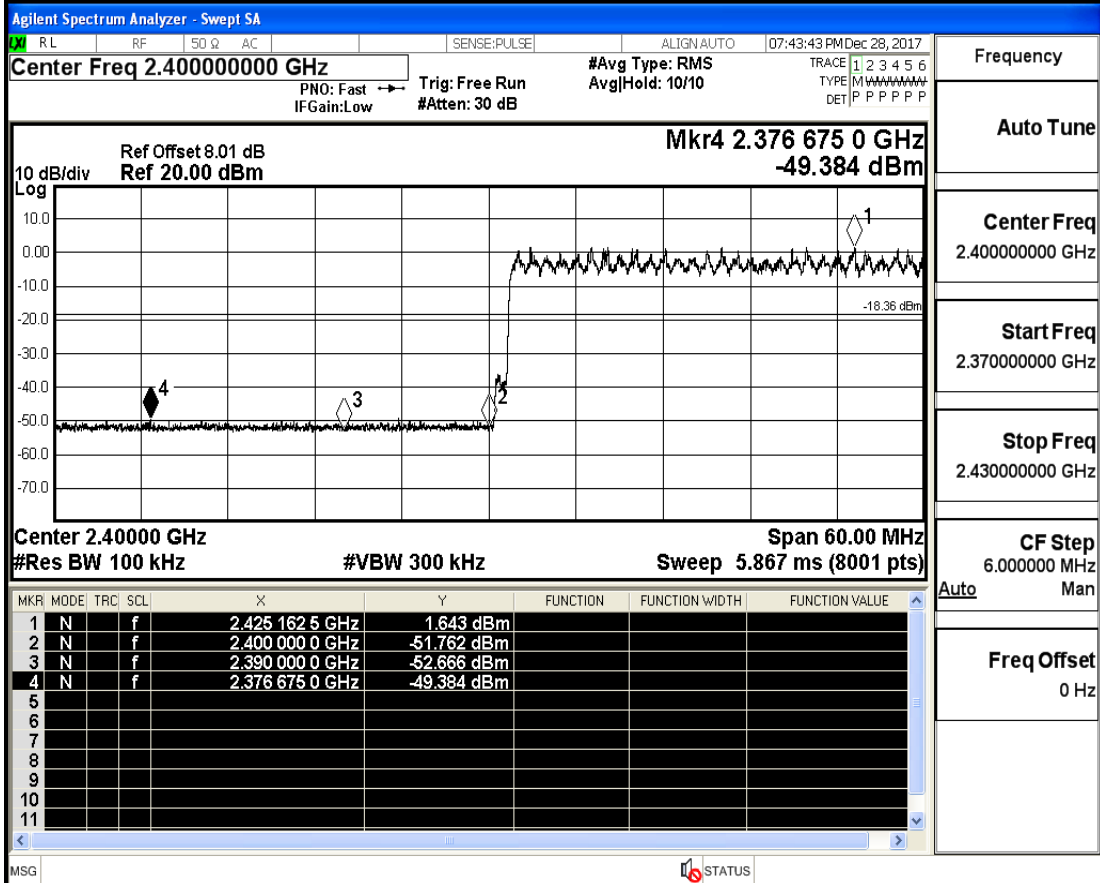 Agilent Spectrum Analyzer - Swept SA
LXI RL RF 50 Ω AC SENSE:PULSE ALIGN AUTO 07:43:43 PM Dec 28, 2017
Center Freq 2.400000000 GHz
PNO: Fast
IFGain:Low
Trig: Free Run
#Atten: 30 dB
#Avg Type: RMS
Avg|Hold: 10/10
TRACE 1 2 3 4 5 6
TYPE M W W W W W
DET P P P P P P
Mkr4 2.376 675 0 GHz
-49.384 dBm
Ref Offset 8.01 dB
10 dB/div Ref 20.00 dBm
Log
10.0
0.00
-10.0
-20.0
-30.0
-40.0
-50.0
-60.0
-70.0
1
-18.36 dBm
4
3
2
Center 2.40000 GHz Span 60.00 MHz
#Res BW 100 kHz #VBW 300 kHz Sweep 5.867 ms (8001 pts)
MKR MODE TRC SCL X Y FUNCTION FUNCTION WIDTH FUNCTION VALUE
1 N f 2.425 162 5 GHz 1.643 dBm
2 N f 2.400 000 0 GHz -51.762 dBm
3 N f 2.390 000 0 GHz -52.666 dBm
4 N f 2.376 675 0 GHz -49.384 dBm
5
6
7
8
9
10
11
MSG STATUS
Frequency
Auto Tune
Center Freq
2.400000000 GHz
Start Freq
2.370000000 GHz
Stop Freq
2.430000000 GHz
CF Step
6.000000 MHz
Auto Man
Freq Offset
0 Hz